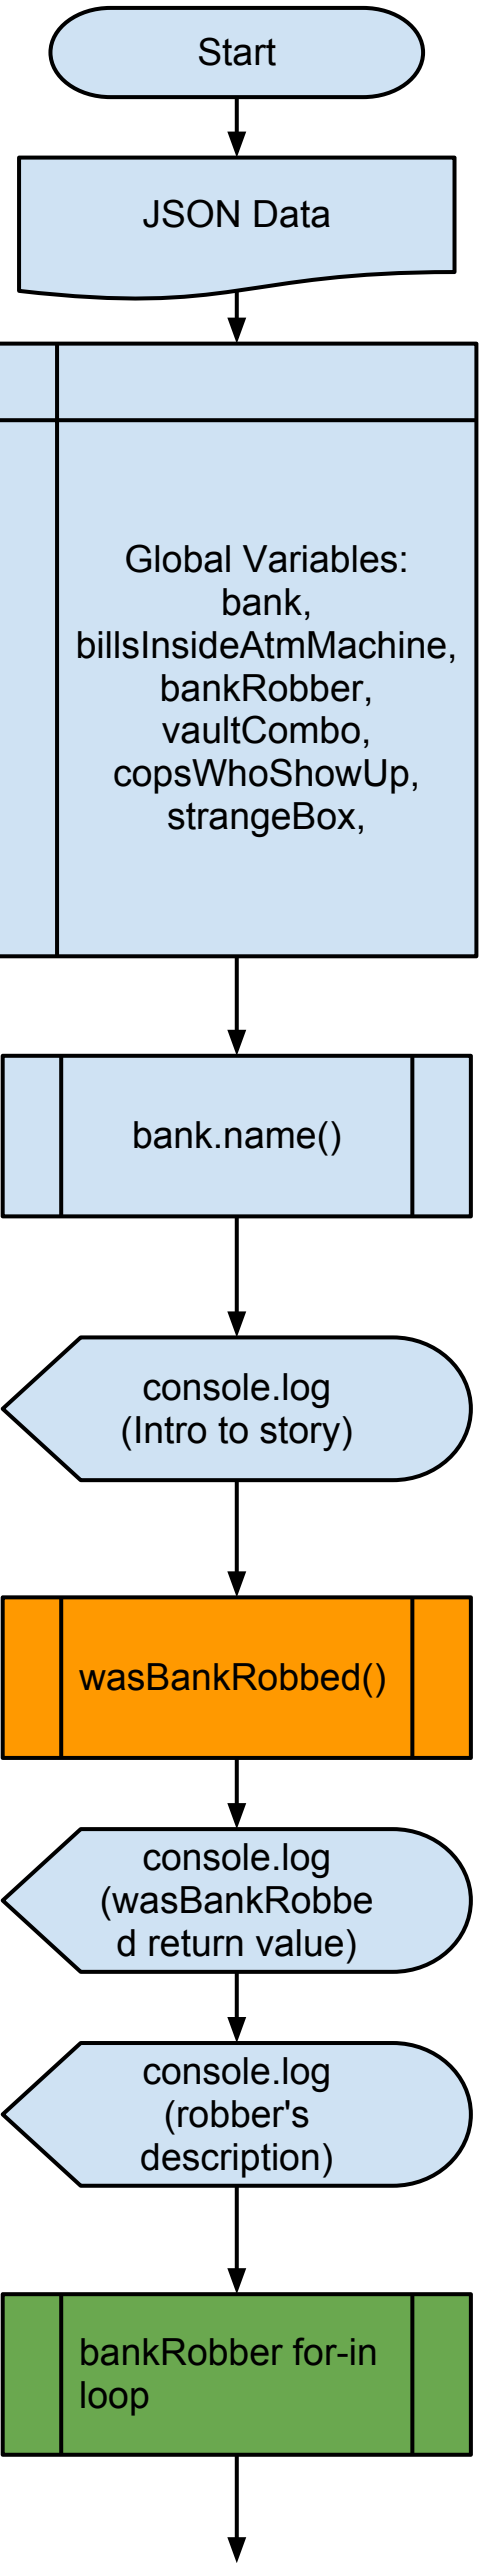 Start
JSON Data
Global Variables:
bank,
billsInsideAtmMachine,
bankRobber,
vaultCombo,
copsWhoShowUp,
strangeBox,
bank.name()
console.log
(Intro to story)
wasBankRobbed()
console.log
(wasBankRobbe
d return value)
console.log
(robber's
description)
bankRobber for-in
loop